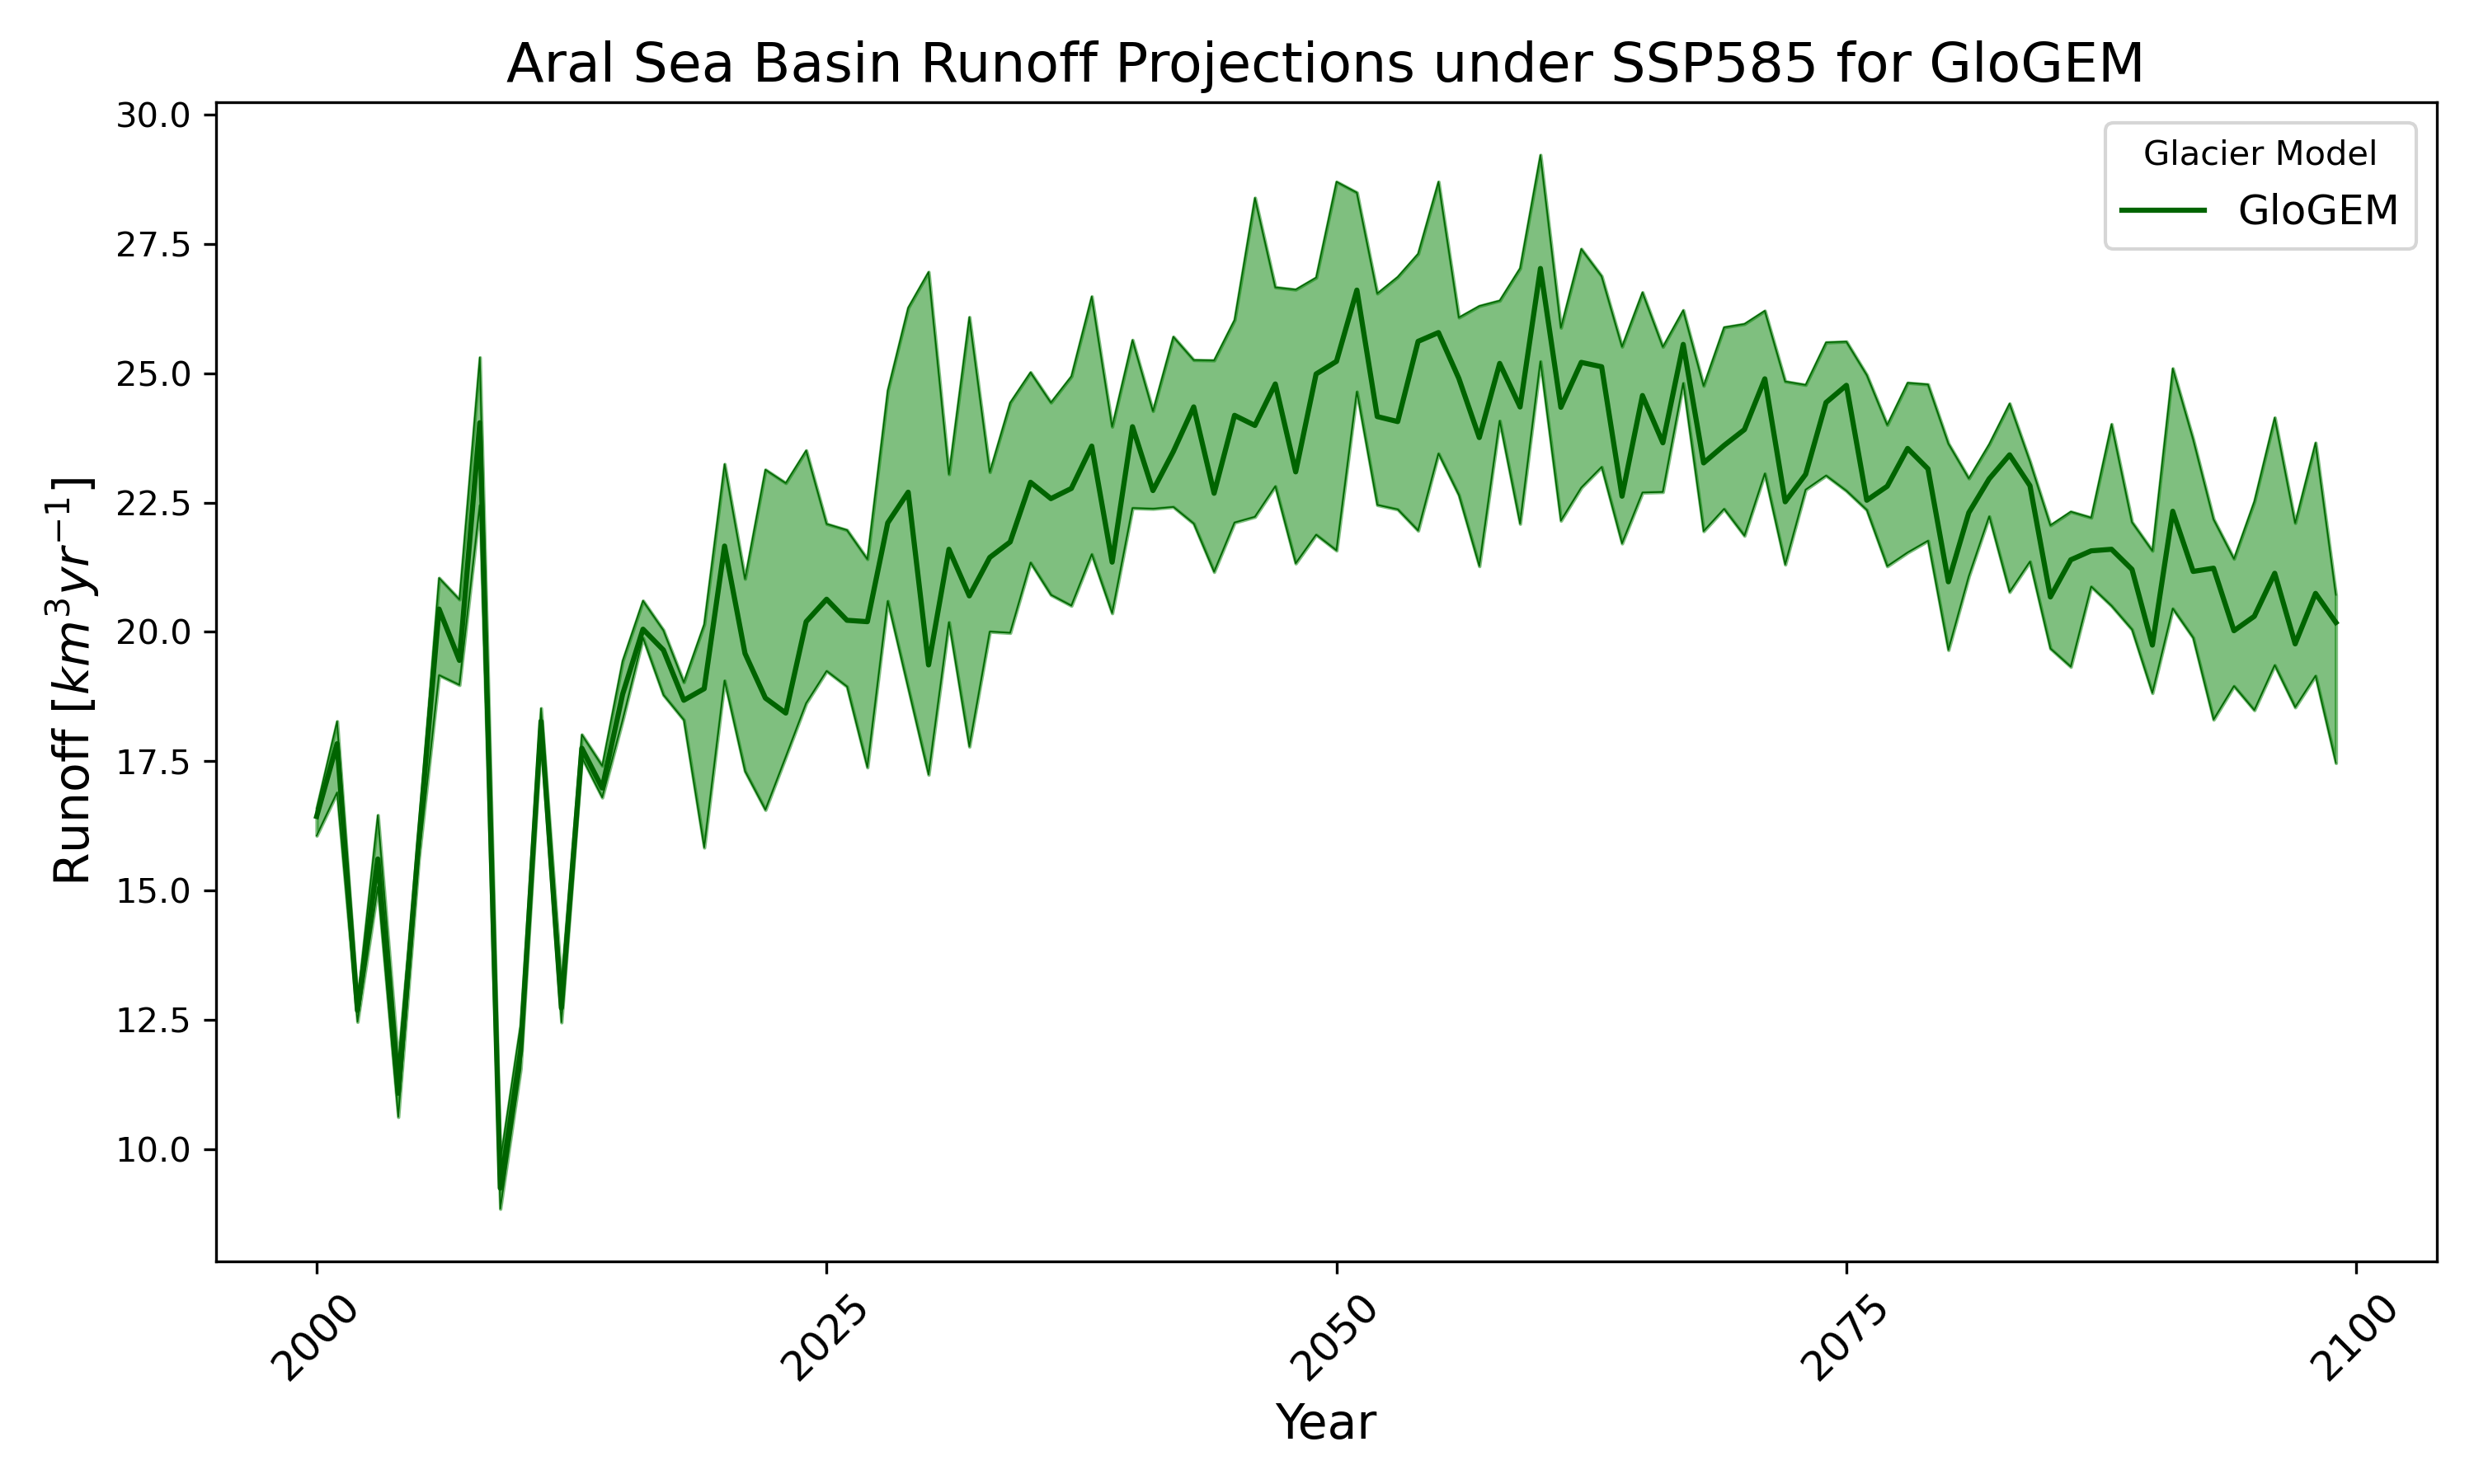 Aral Sea Basin Runoff Projections under SSP585 for GloGEM
Glacier Model
GloGEM
30.0
27.5
25.0
22.5
20.0
17.5
15.0
12.5
10.0
Runoff [km³yr⁻¹]
2000
2025
2050
2075
2100
Year